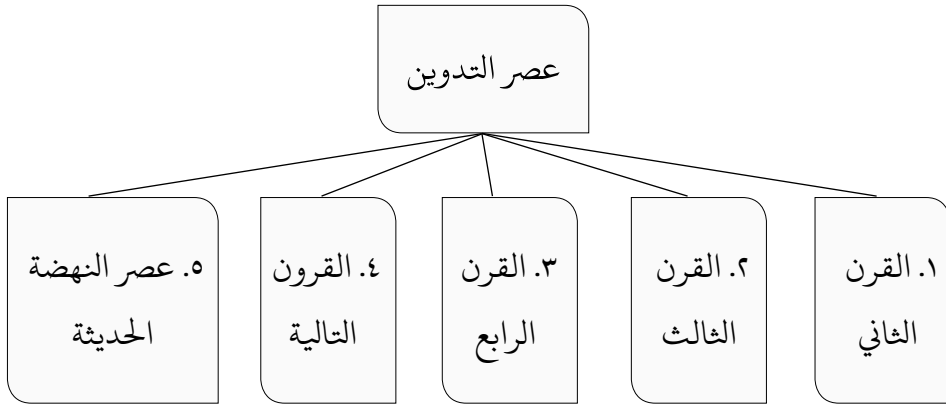 عصر التدوين
١. القرن
الثاني
٢. القرن
الثالث
٣. القرن
الرابع
٤. القرون
التالية
٥. عصر النهضة
الحديثة